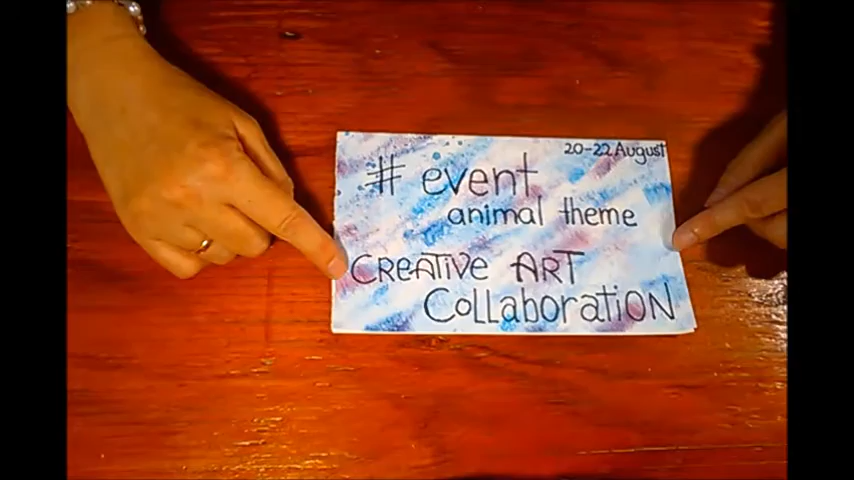 20-22 August
# event
animal theme
CREATIVE ART
COLLABORATION